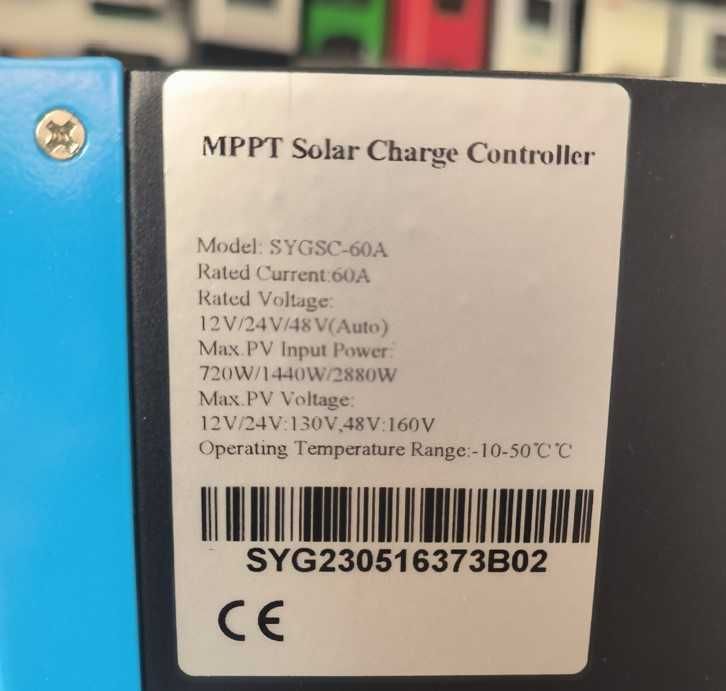 MPPT Solar Charge Controller
Model: SYGSC-60A
Rated Current:60A
Rated Voltage:
12V/24V/48V(Auto)
Max.PV Input Power:
720W/1440W/2880W
Max.PV Voltage:
12V/24V:130V,48V:160V
Operating Temperature Range:-10-50℃℃
SYG230516373B02
CE